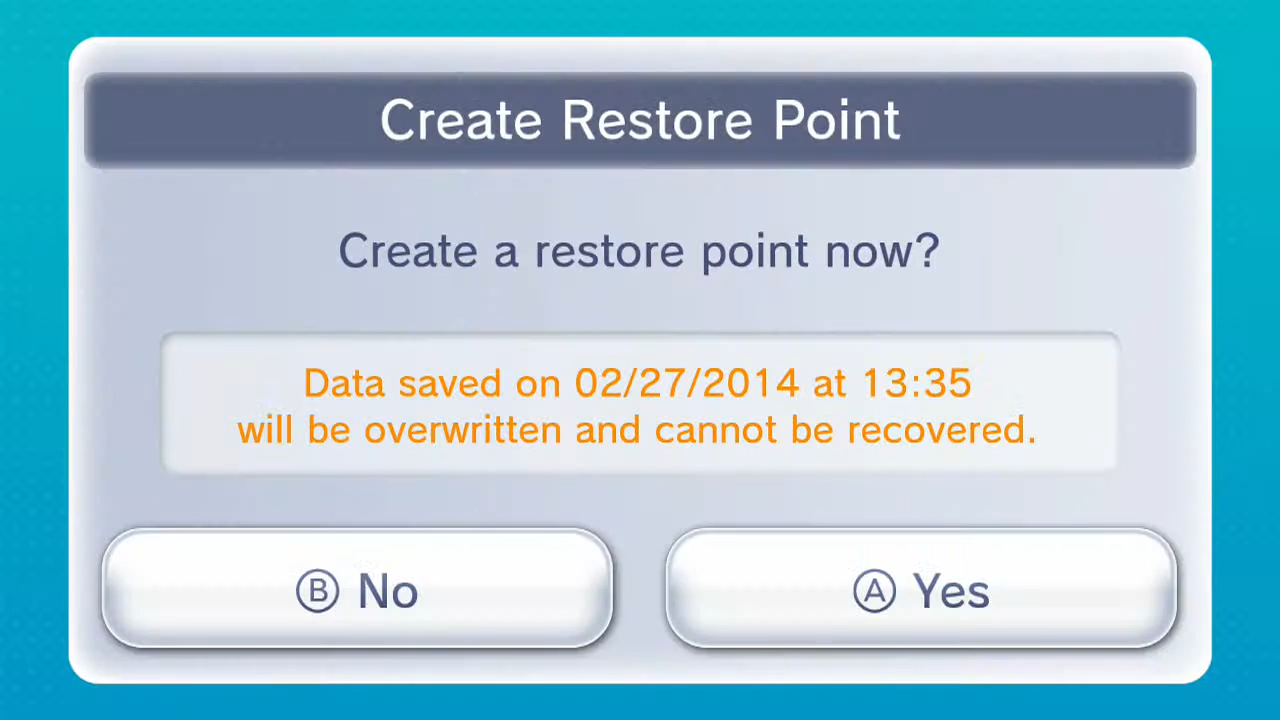 Create Restore Point
Create a restore point now?
Data saved on 02/27/2014 at 13:35
will be overwritten and cannot be recovered.
Ⓑ No
Ⓐ Yes